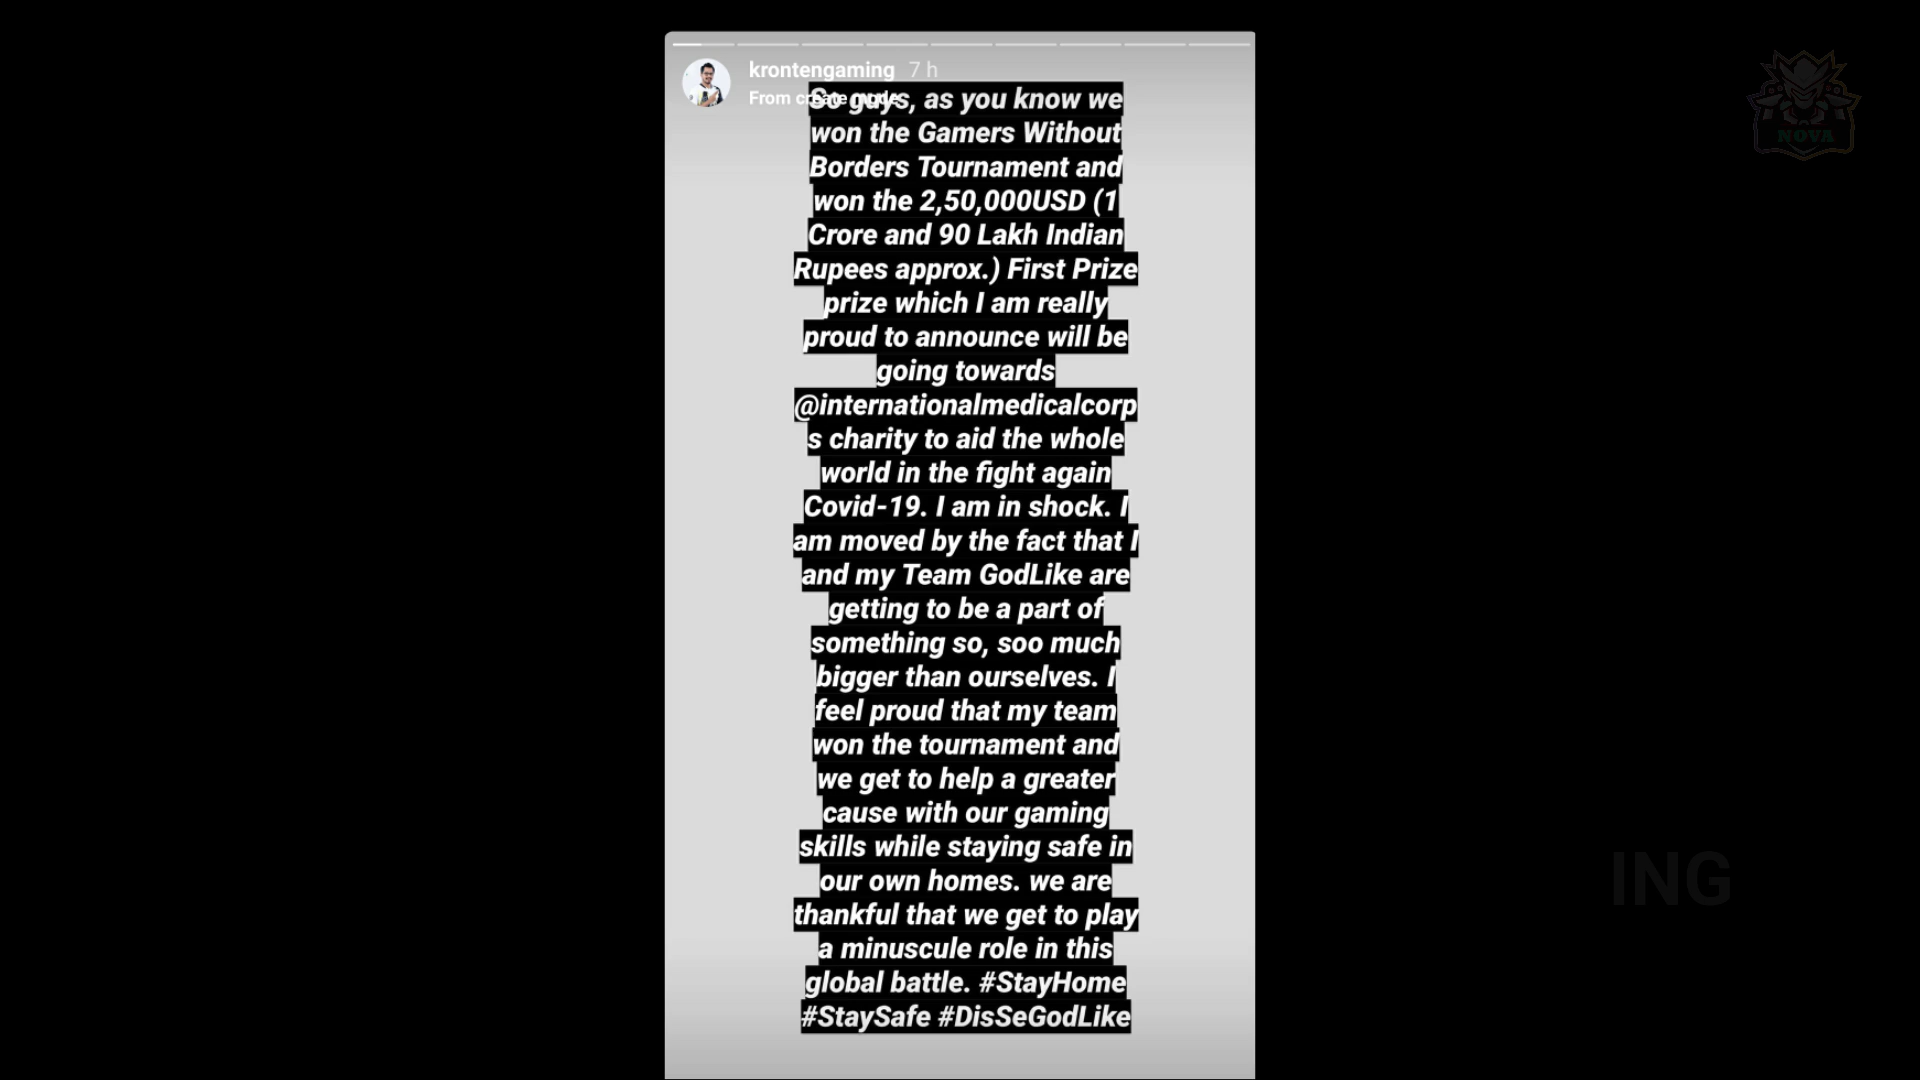 krontengaming 7 h
From create mode
So guys, as you know we
won the Gamers Without
Borders Tournament and
won the 2,50,000USD (1
Crore and 90 Lakh Indian
Rupees approx.) First Prize
prize which I am really
proud to announce will be
going towards
@internationalmedicalcorp
s charity to aid the whole
world in the fight again
Covid-19. I am in shock. I
am moved by the fact that I
and my Team GodLike are
getting to be a part of
something so, soo much
bigger than ourselves. I
feel proud that my team
won the tournament and
we get to help a greater
cause with our gaming
skills while staying safe in
our own homes. we are
thankful that we get to play
a minuscule role in this
global battle. #StayHome
#StaySafe #DisSeGodLike
NOVA
ING